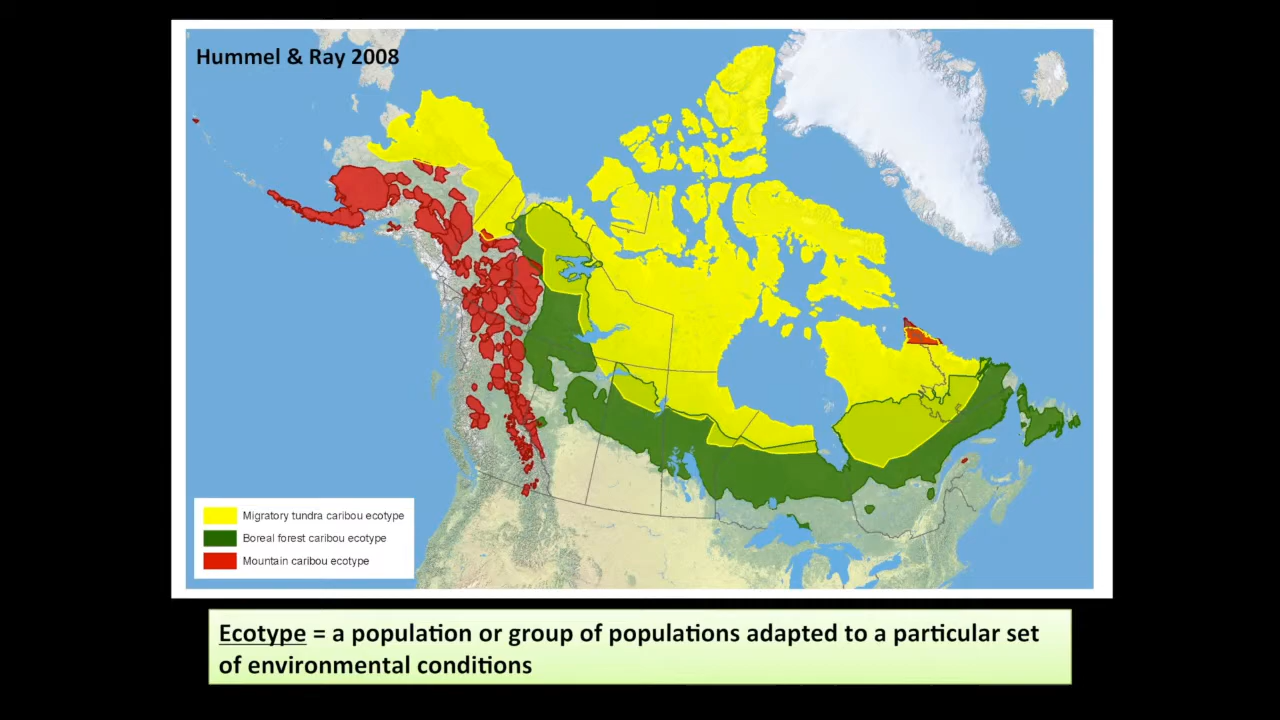 Hummel & Ray 2008
Migratory tundra caribou ecotype
Boreal forest caribou ecotype
Mountain caribou ecotype
Ecotype = a population or group of populations adapted to a particular set
of environmental conditions